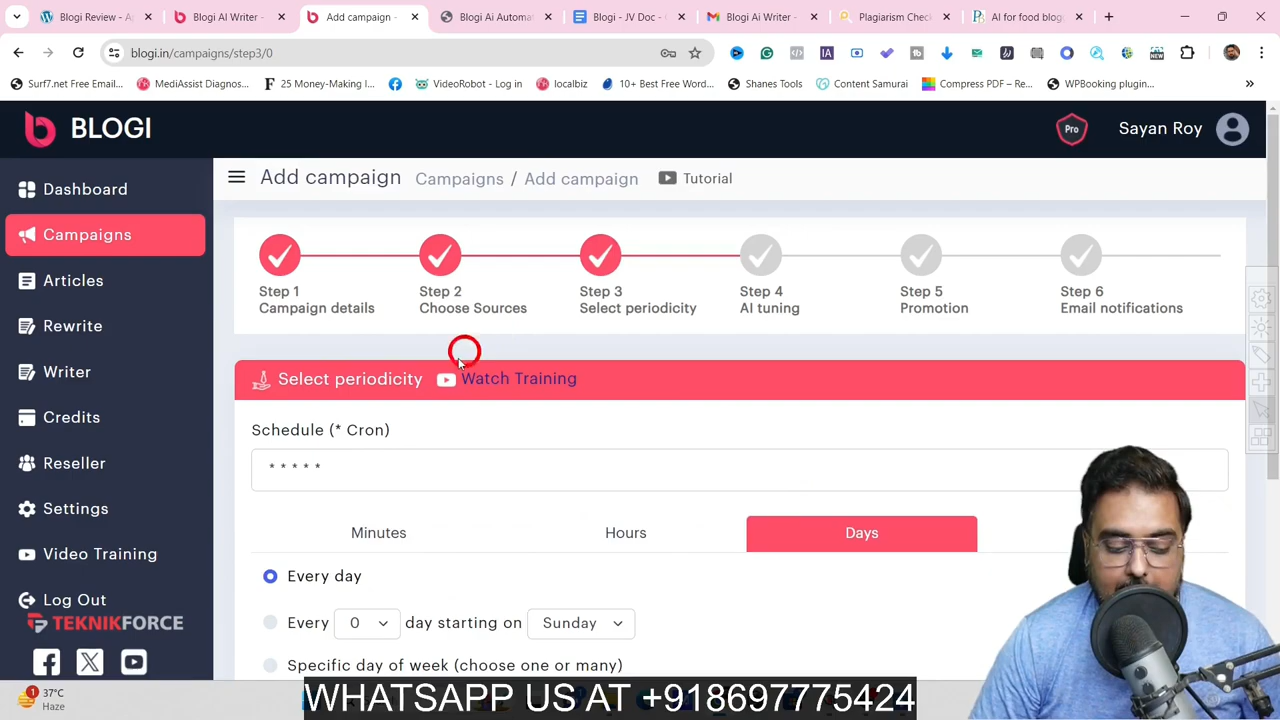 Blogi Review - A
Blogi AI Writer -
Add campaign -
Blogi Ai Automat
Blogi - JV Doc -
Blogi Ai Writer -
Plagiarism Check
AI for food blog
blogi.in/campaigns/step3/0
Surf7.net Free Email...
MediAssist Diagnos...
25 Money-Making I...
VideoRobot - Log in
localbiz
10+ Best Free Word...
Shanes Tools
Content Samurai
Compress PDF – Re...
WPBooking plugin...
BLOGI
Pro
Sayan Roy
Dashboard
Campaigns
Articles
Rewrite
Writer
Credits
Reseller
Settings
Video Training
Log Out
TEKNIKFORCE
Add campaign
Campaigns / Add campaign
Tutorial
Step 1
Campaign details
Step 2
Choose Sources
Step 3
Select periodicity
Step 4
AI tuning
Step 5
Promotion
Step 6
Email notifications
Select periodicity
Watch Training
Schedule (* Cron)
* * * * *
Minutes
Hours
Days
Every day
Every 0 day starting on Sunday
Specific day of week (choose one or many)
1
37°C
Haze
WHATSAPP US AT +918697775424